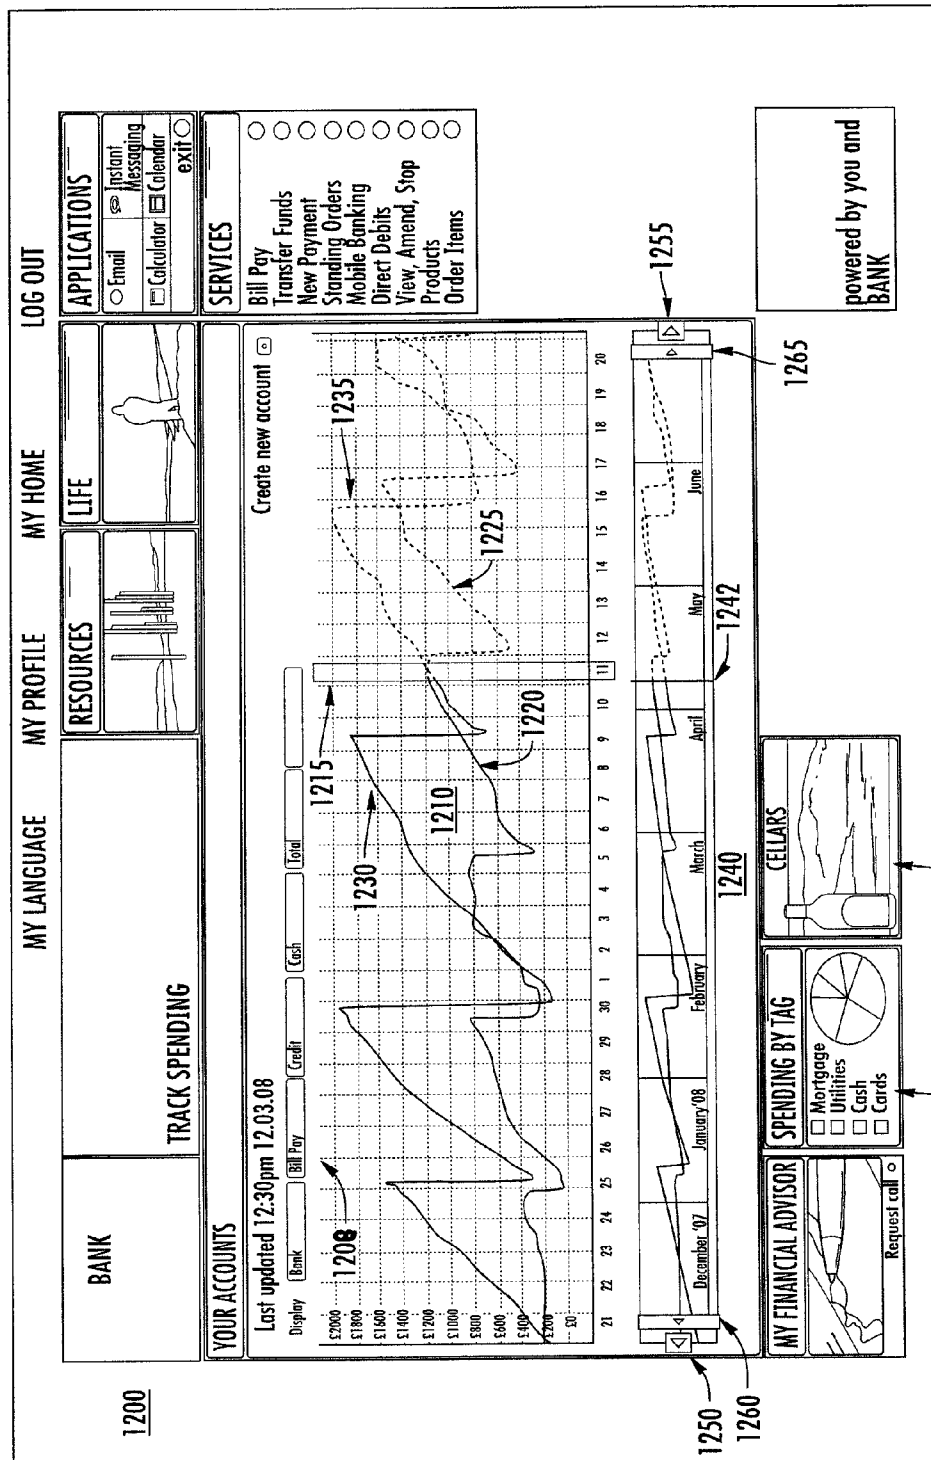 1200
MY LANGUAGE MY PROFILE MY HOME LOG OUT
BANK
TRACK SPENDING
RESOURCES
LIFE
APPLICATIONS
Email
Instant Messaging
Calculator
Calendar
exit
YOUR ACCOUNTS
Last updated 12:30pm 12.03.08
Create new account
Display
Bank
Bill Pay
Credit
Cash
Total
1208
1215
1230
1210
1220
1225
1235
£2000
£1800
£1600
£1400
£1200
£1000
£800
£600
£400
£200
£0
21 22 23 24 25 26 27 28 29 30 1 2 3 4 5 6 7 8 9 10 11 12 13 14 15 16 17 18 19 20
December '07 January'08 February March April May June
1250
1260
1240
1242
1265
1255
SERVICES
Bill Pay
Transfer Funds
New Payment
Standing Orders
Mobile Banking
Direct Debits
View, Amend, Stop
Products
Order Items
MY FINANCIAL ADVISOR
Request call
SPENDING BY TAG
Mortgage
Utilities
Cash
Cards
CELLARS
powered by you and
BANK